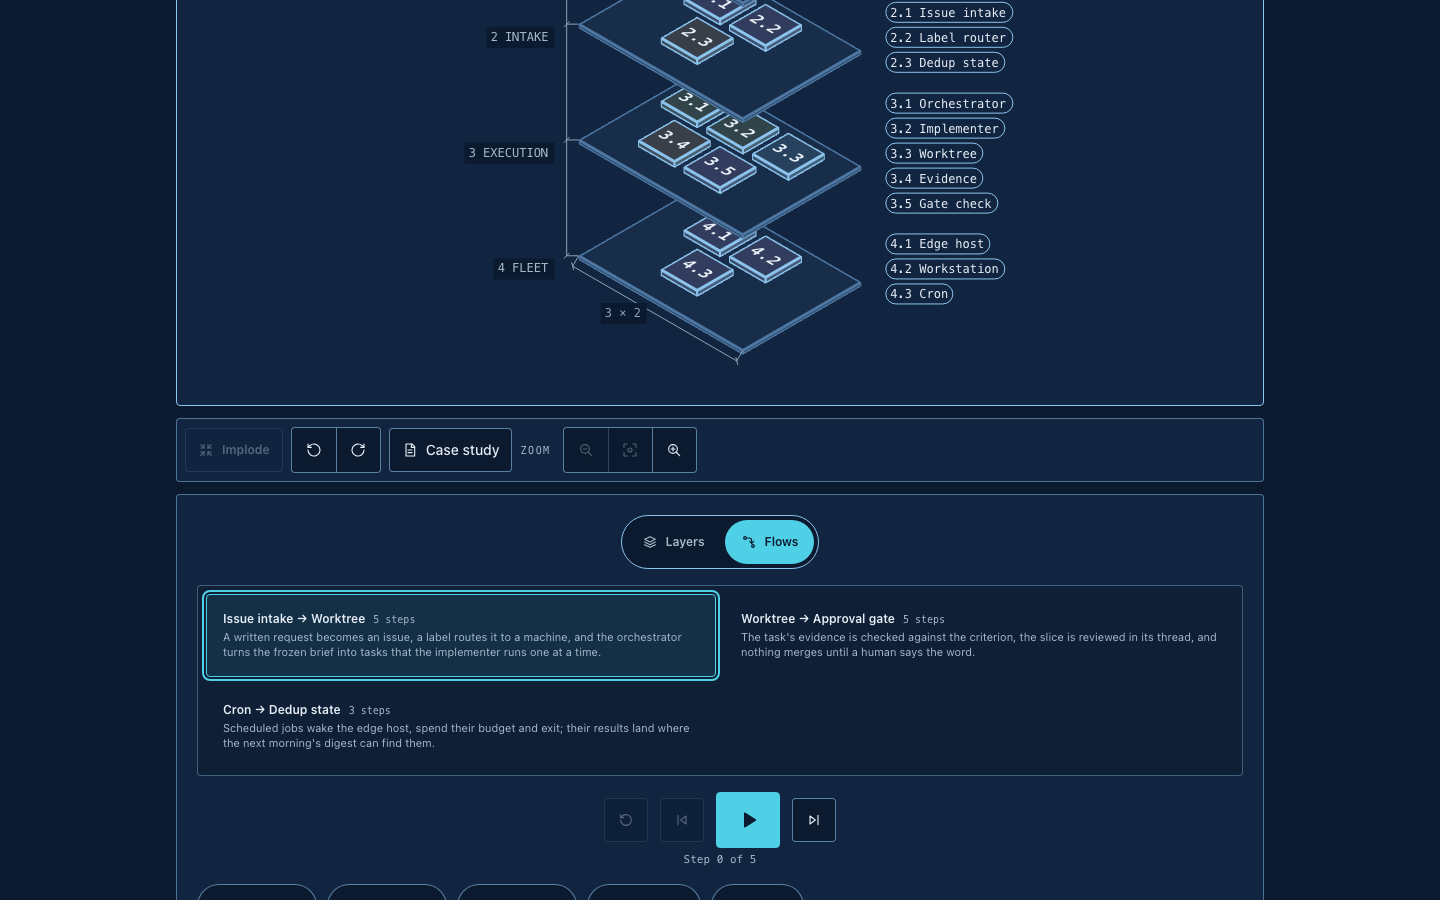 2 INTAKE
.1
2.2
2.3
2.1 Issue intake
2.2 Label router
2.3 Dedup state
3 EXECUTION
3.1
3.2
3.4
3.3
3.5
3.1 Orchestrator
3.2 Implementer
3.3 Worktree
3.4 Evidence
3.5 Gate check
4 FLEET
4.1
4.2
4.3
4.1 Edge host
4.2 Workstation
4.3 Cron
3 × 2
Implode
Case study
ZOOM
Layers
Flows
Issue intake → Worktree 5 steps
A written request becomes an issue, a label routes it to a machine, and the orchestrator
turns the frozen brief into tasks that the implementer runs one at a time.
Worktree → Approval gate 5 steps
The task's evidence is checked against the criterion, the slice is reviewed in its thread, and
nothing merges until a human says the word.
Cron → Dedup state 3 steps
Scheduled jobs wake the edge host, spend their budget and exit; their results land where
the next morning's digest can find them.
Step 0 of 5